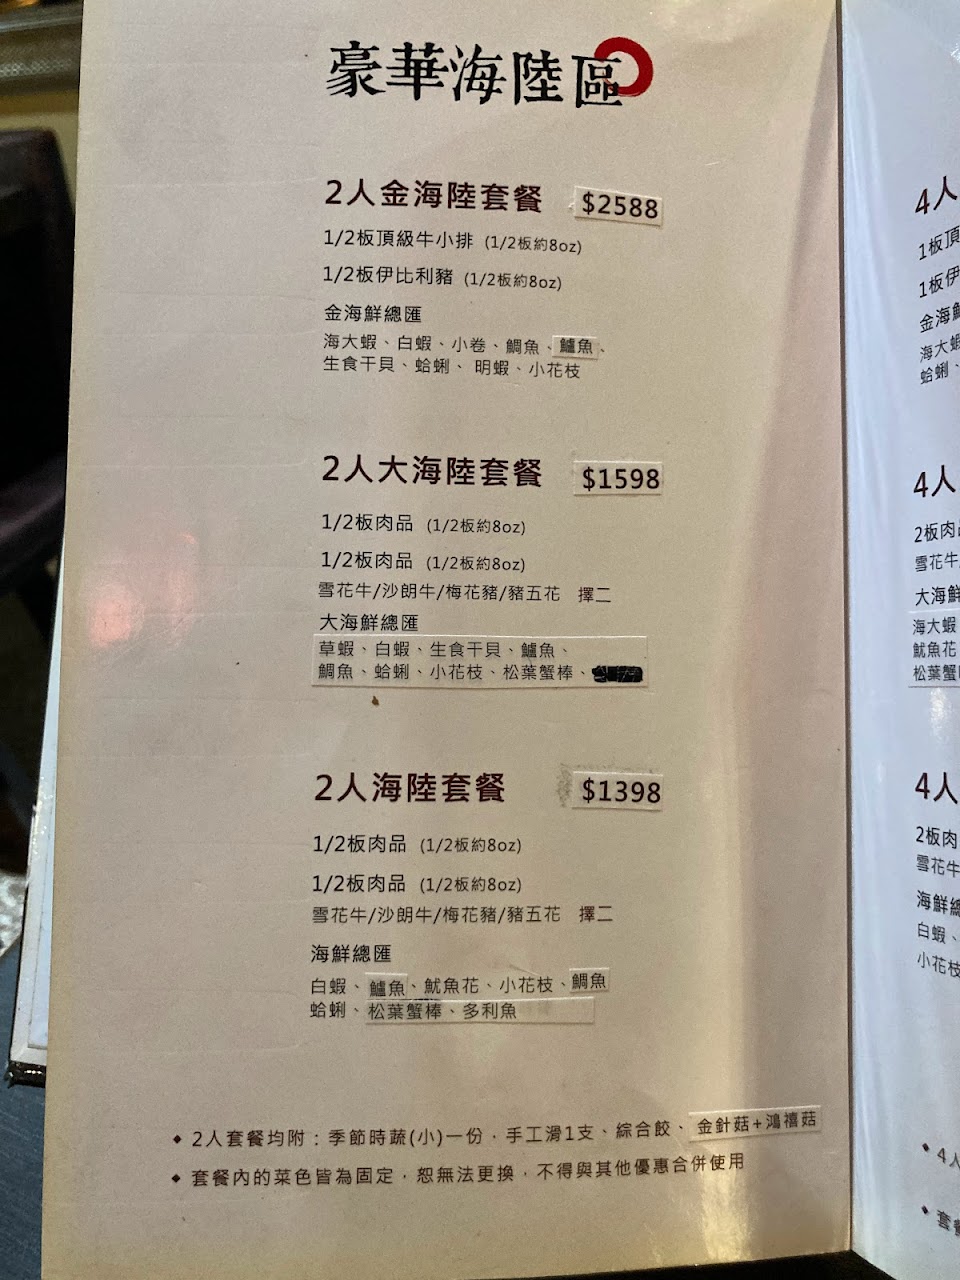 豪華海陸區
2人金海陸套餐 $2588
1/2板頂級牛小排 (1/2板約8oz)
1/2板伊比利豬 (1/2板約8oz)
金海鮮總匯
海大蝦、白蝦、小卷、鯛魚、鱸魚、
生食干貝、蛤蜊、明蝦、小花枝
2人大海陸套餐 $1598
1/2板肉品 (1/2板約8oz)
1/2板肉品 (1/2板約8oz)
雪花牛/沙朗牛/梅花豬/豬五花 擇二
大海鮮總匯
草蝦、白蝦、生食干貝、鱸魚、
鯛魚、蛤蜊、小花枝、松葉蟹棒、
2人海陸套餐 $1398
1/2板肉品 (1/2板約8oz)
1/2板肉品 (1/2板約8oz)
雪花牛/沙朗牛/梅花豬/豬五花 擇二
海鮮總匯
白蝦、鱸魚、魷魚花、小花枝、鯛魚
蛤蜊、松葉蟹棒、多利魚
◆ 2人套餐均附：季節時蔬(小)一份，手工滑1支、綜合餃、金針菇+鴻禧菇
◆ 套餐內的菜色皆為固定，恕無法更換，不得與其他優惠合併使用
4人
1板頂
1板伊
金海鮮
海大蝦
蛤蜊、
4人
2板肉
雪花牛
大海鮮
海大蝦
魷魚花
松葉蟹
4人
2板肉
雪花牛
海鮮總
白蝦、
小花枝
◆ 4人
◆ 套餐